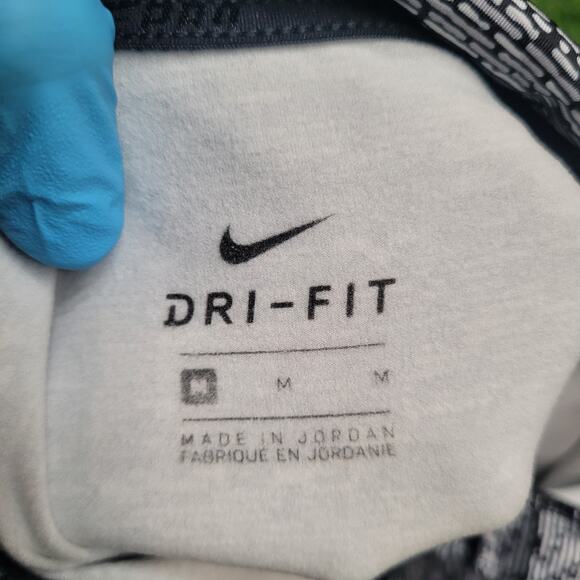 DRI-FIT
M M M
MADE IN JORDAN
FABRIQUÉ EN JORDANIE